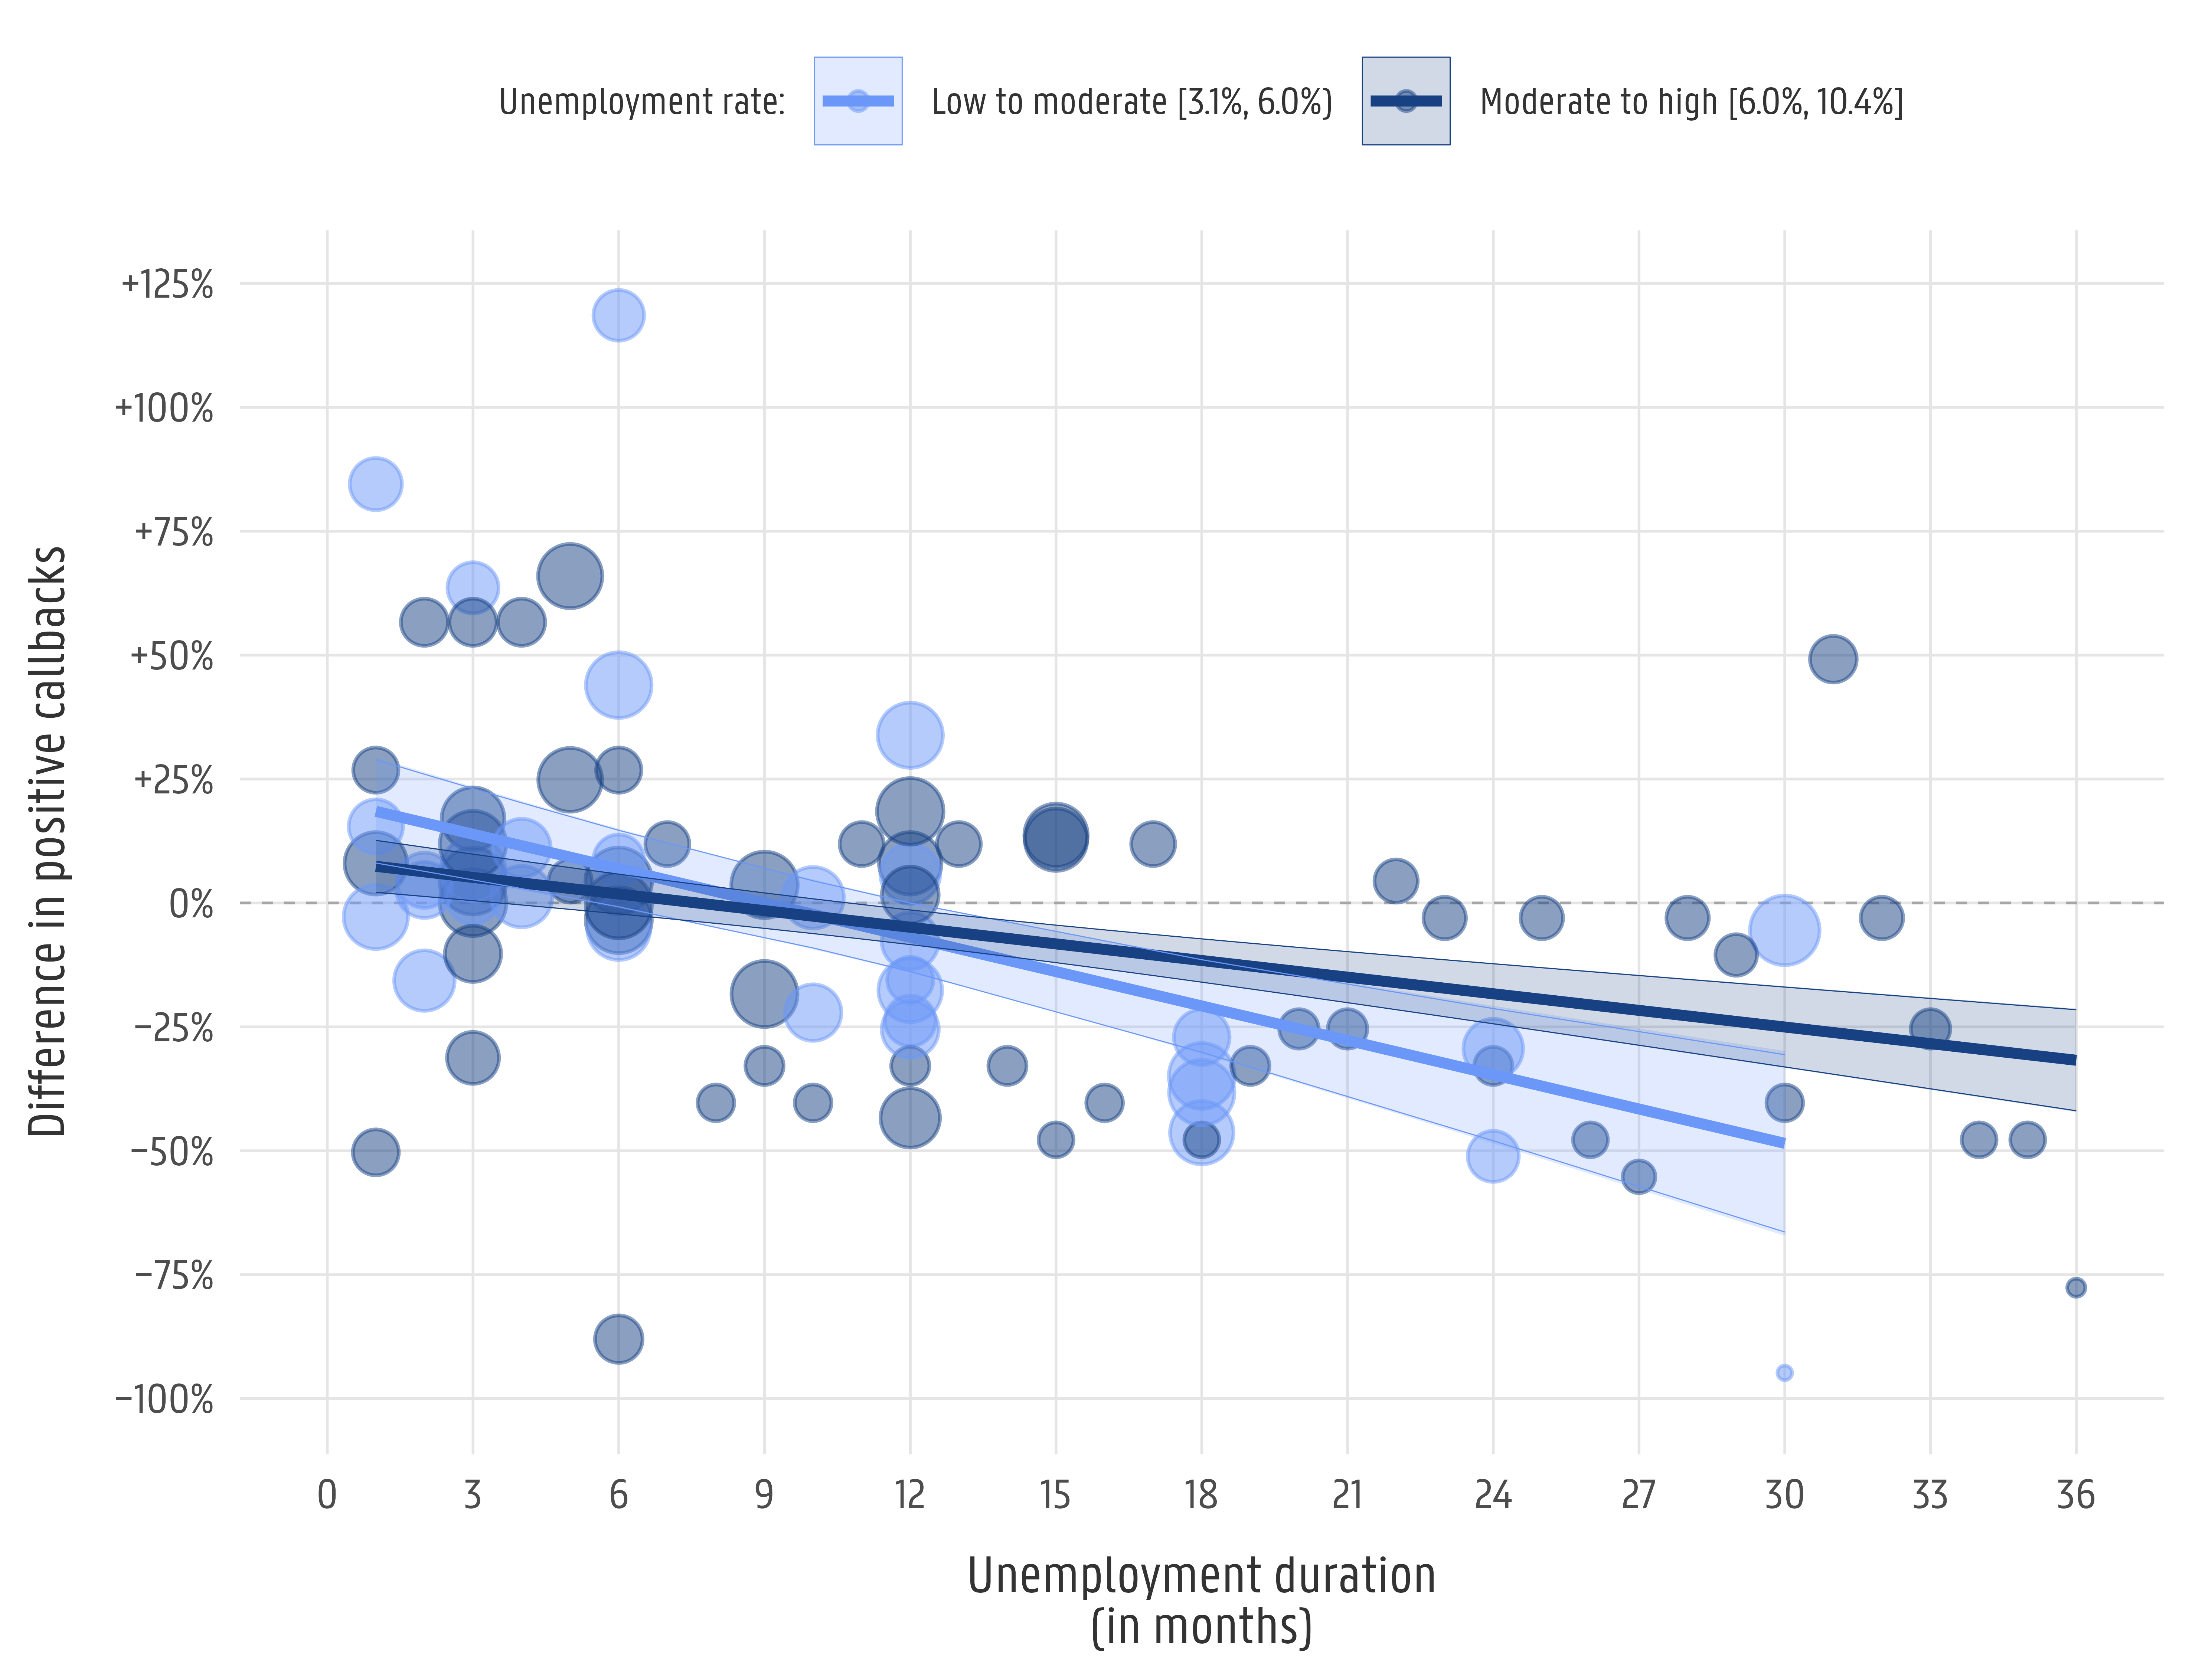 Unemployment rate: Low to moderate [3.1%, 6.0%) Moderate to high [6.0%, 10.4%]
Difference in positive callbacks
+125%
+100%
+75%
+50%
+25%
0%
−25%
−50%
−75%
−100%
0 3 6 9 12 15 18 21 24 27 30 33 36
Unemployment duration
(in months)